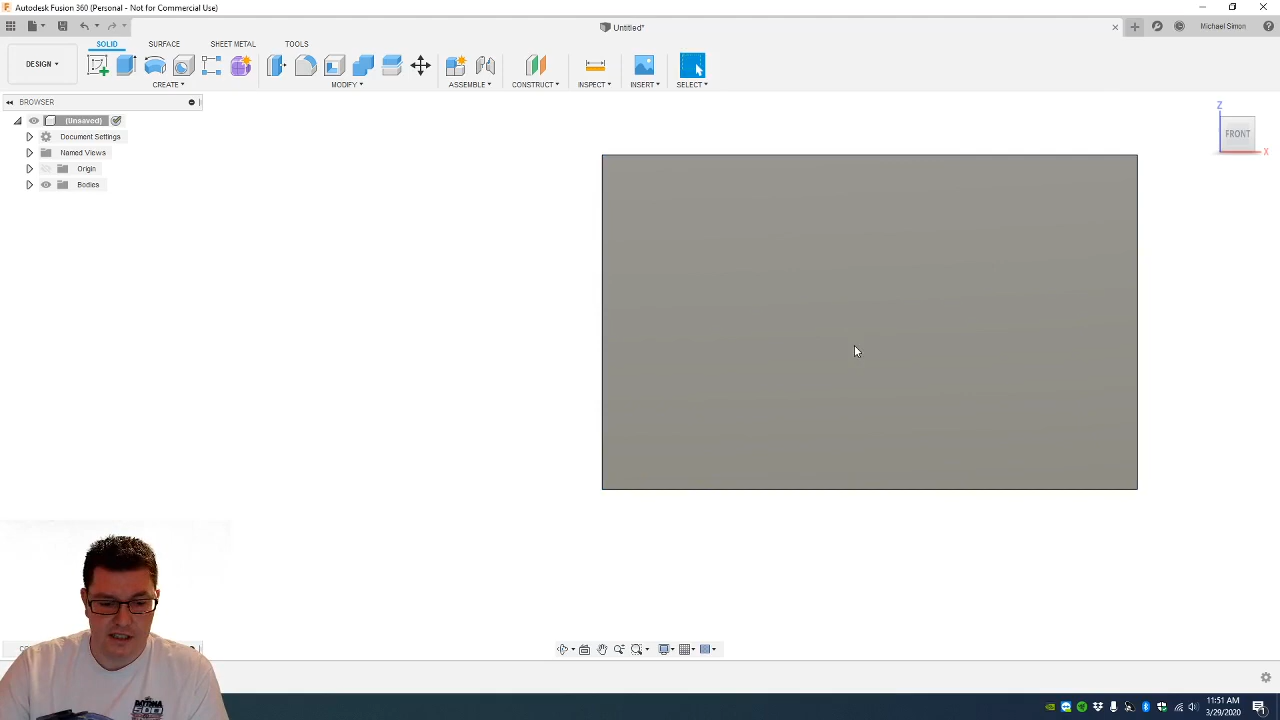 Autodesk Fusion 360 (Personal - Not for Commercial Use)
Untitled*
Michael Simon
SOLID SURFACE SHEET METAL TOOLS
DESIGN
CREATE MODIFY ASSEMBLE CONSTRUCT INSPECT INSERT SELECT
BROWSER
(Unsaved)
Document Settings
Named Views
Origin
Bodies
Z
FRONT
X
DAYTONA
500
11:51 AM
3/29/2020